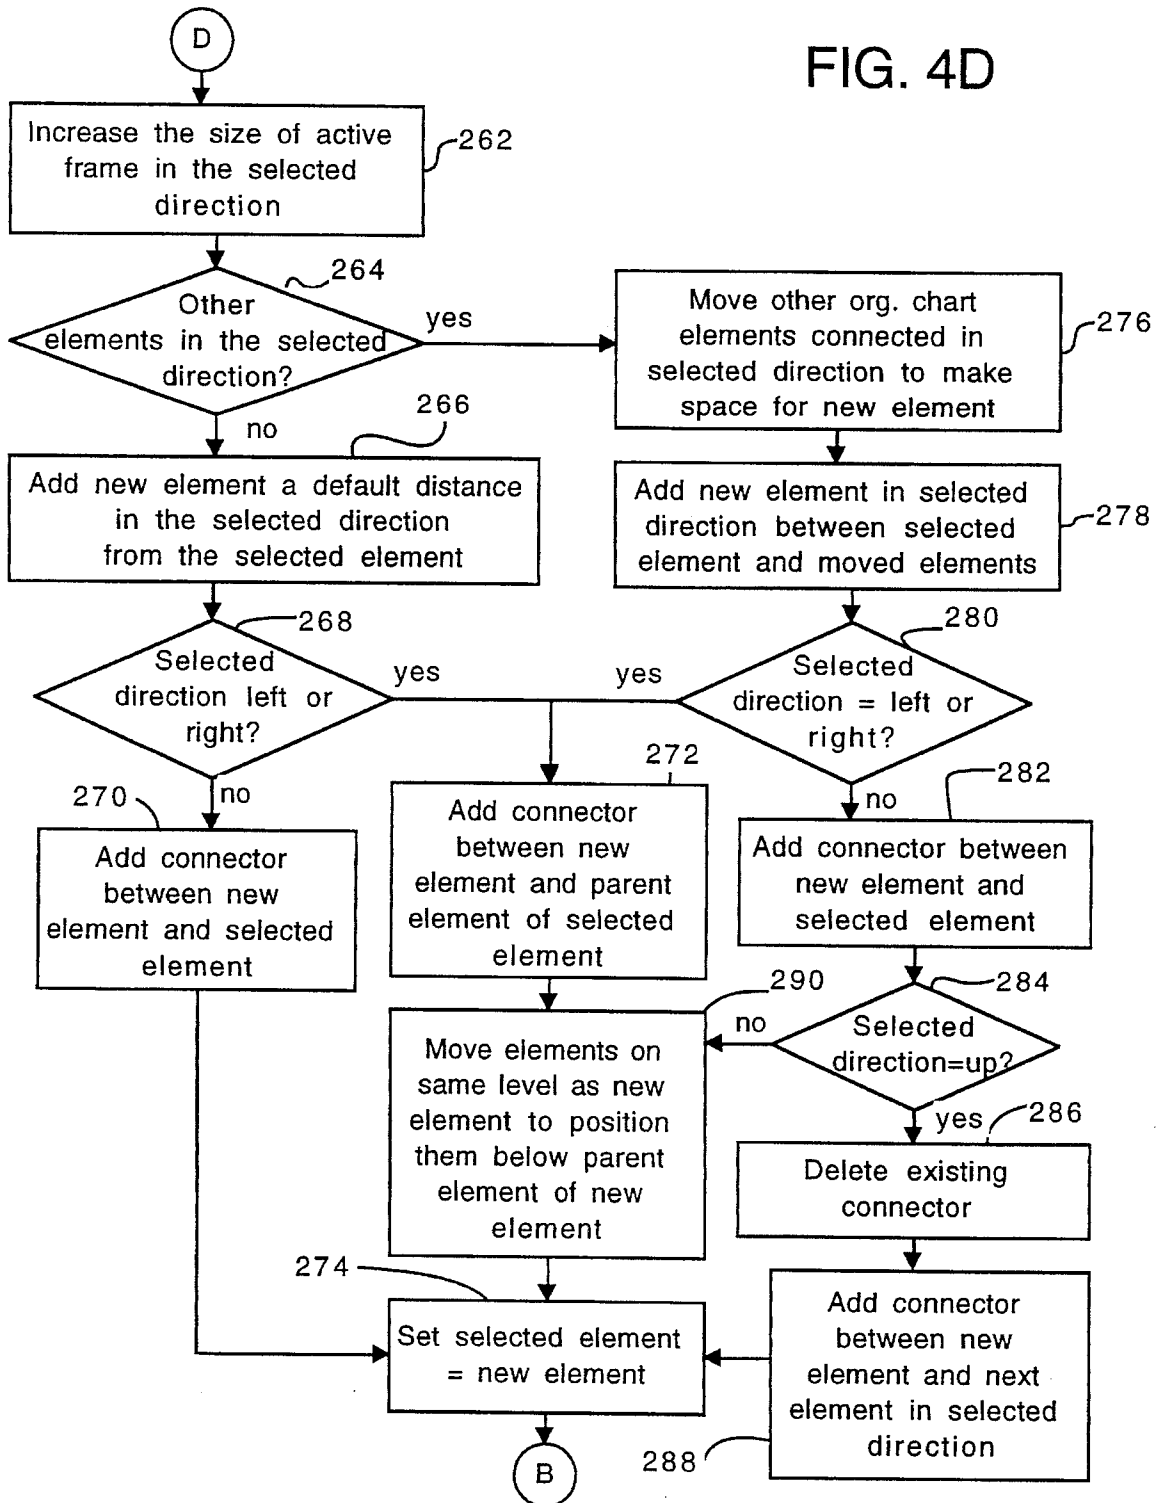 D
FIG. 4D
Increase the size of active
frame in the selected
direction
262
264
Other
elements in the selected
direction?
yes
no
Move other org. chart
elements connected in
selected direction to make
space for new element
276
266
Add new element a default distance
in the selected direction
from the selected element
Add new element in selected
direction between selected
element and moved elements
278
268
Selected
direction left or
right?
yes
no
yes
280
Selected
direction = left or
right?
no
270
Add connector
between new
element and selected
element
272
Add connector
between new
element and parent
element of selected
element
282
Add connector between
new element and
selected element
284
Selected
direction=up?
no
yes
290
Move elements on
same level as new
element to position
them below parent
element of new
element
286
Delete existing
connector
274
Set selected element
= new element
Add connector
between new
element and next
element in selected
direction
288
B